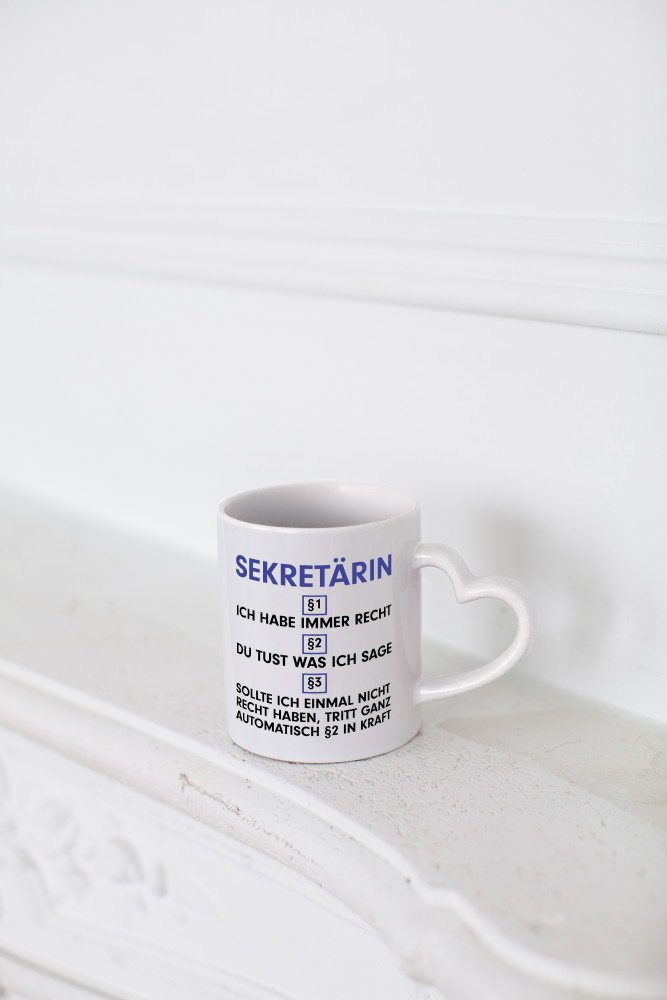 SEKRETÄRIN
§1
ICH HABE IMMER RECHT
§2
DU TUST WAS ICH SAGE
§3
SOLLTE ICH EINMAL NICHT
RECHT HABEN, TRITT GANZ
AUTOMATISCH §2 IN KRAFT